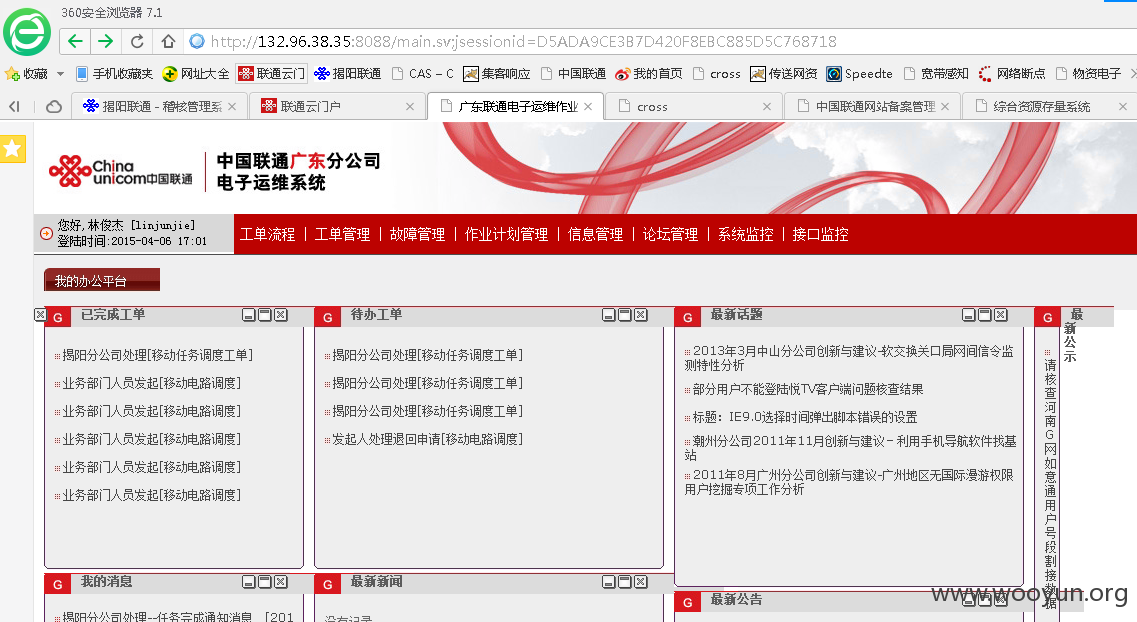 360安全浏览器 7.1
http://132.96.38.35:8088/main.sv;jsessionid=D5ADA9CE3B7D420F8EBC885D5C768718
收藏 手机收藏夹 网址大全 联通云门 揭阳联通 CAS - C 集客响应 中国联通 我的首页 cross 传送网资 Speedte 宽带感知 网络断点 物资电子
揭阳联通 - 稽核管理系 联通云门户 广东联通电子运维作业 cross 中国联通网站备案管理 综合资源存量系统
China unicom中国联通
中国联通广东分公司
电子运维系统
您好,林俊杰 [linjunjie]
登陆时间:2015-04-06 17:01
工单流程 | 工单管理 | 故障管理 | 作业计划管理 | 信息管理 | 论坛管理 | 系统监控 | 接口监控
我的办公平台
G 已完成工单
揭阳分公司处理[移动任务调度工单]
业务部门人员发起[移动电路调度]
业务部门人员发起[移动电路调度]
业务部门人员发起[移动电路调度]
业务部门人员发起[移动电路调度]
业务部门人员发起[移动电路调度]
G 待办工单
揭阳分公司处理[移动任务调度工单]
揭阳分公司处理[移动任务调度工单]
揭阳分公司处理[移动任务调度工单]
发起人处理退回申请[移动电路调度]
G 最新话题
2013年3月中山分公司创新与建议-软交换关口局网间信令监
测特性分析
部分用户不能登陆悦TV客户端问题核查结果
标题：IE9.0选择时间弹出脚本错误的设置
潮州分公司2011年11月创新与建议－利用手机导航软件找基
站
2011年8月广州分公司创新与建议-广州地区无国际漫游权限
用户挖掘专项工作分析
G 最新公示
请核查河南G网如意通用户号段割接数据
G 我的消息
揭阳分公司处理--任务完成通知消息 [201
G 最新新闻
没有记录
G 最新公告
www.wooyun.org